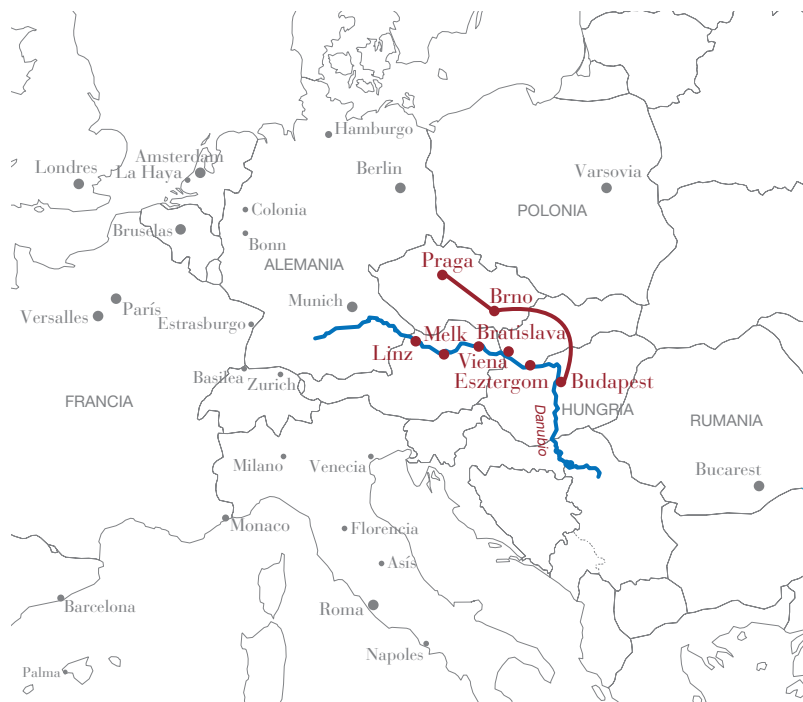 Hamburgo
Amsterdam
La Haya
Londres
Berlin
Varsovia
Colonia
POLONIA
Bruselas
Bonn
ALEMANIA
Praga
Brno
París
Munich
Versalles
Estrasburgo
Melk
Bratislava
Linz
Viena
Esztergom
Budapest
Basilea
Zurich
FRANCIA
HUNGRIA
Danubio
RUMANIA
Milano
Venecia
Bucarest
Monaco
Florencia
Asís
Barcelona
Roma
Napoles
Palma